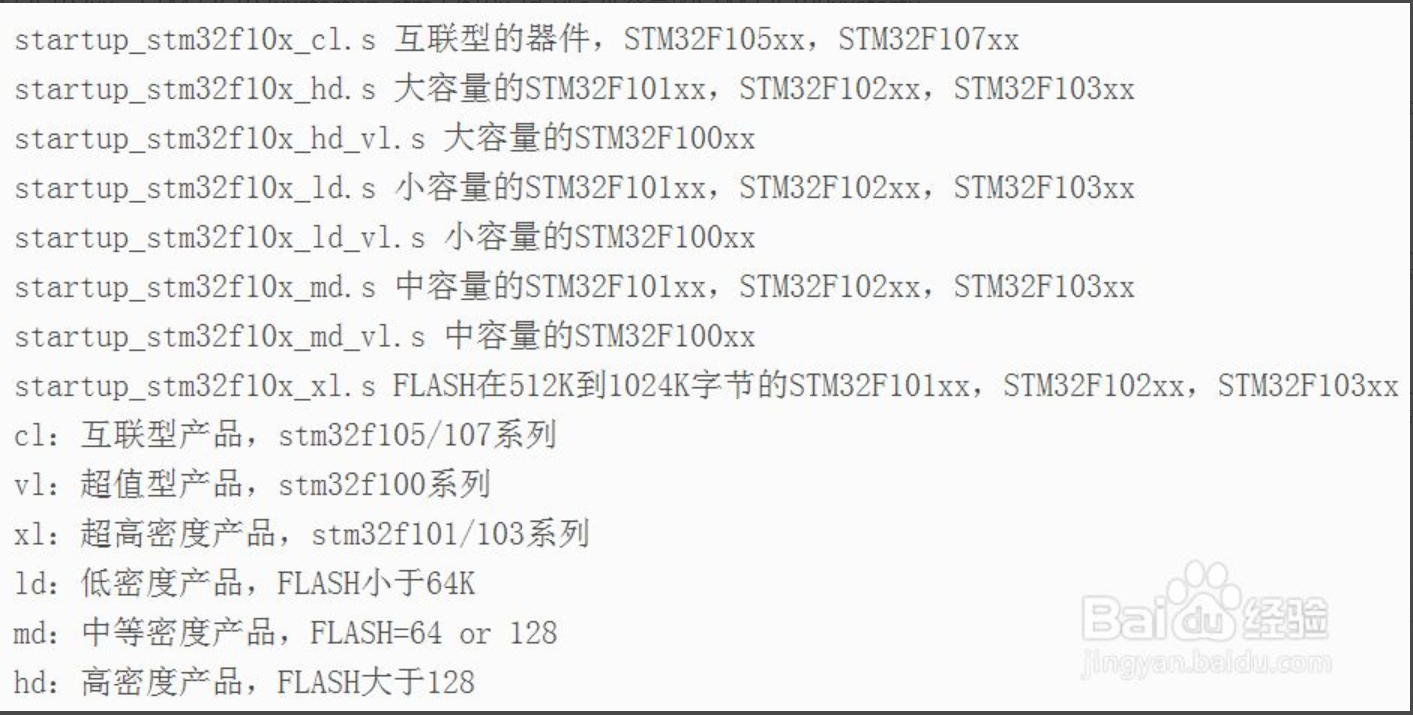 startup_stm32f10x_cl.s 互联型的器件，STM32F105xx，STM32F107xx
startup_stm32f10x_hd.s 大容量的STM32F101xx，STM32F102xx，STM32F103xx
startup_stm32f10x_hd_vl.s 大容量的STM32F100xx
startup_stm32f10x_ld.s 小容量的STM32F101xx，STM32F102xx，STM32F103xx
startup_stm32f10x_ld_vl.s 小容量的STM32F100xx
startup_stm32f10x_md.s 中容量的STM32F101xx，STM32F102xx，STM32F103xx
startup_stm32f10x_md_vl.s 中容量的STM32F100xx
startup_stm32f10x_xl.s FLASH在512K到1024K字节的STM32F101xx，STM32F102xx，STM32F103xx
cl：互联型产品，stm32f105/107系列
vl：超值型产品，stm32f100系列
xl：超高密度产品，stm32f101/103系列
ld：低密度产品，FLASH小于64K
md：中等密度产品，FLASH=64 or 128
hd：高密度产品，FLASH大于128
Baidu 经验
jingyan.baidu.com